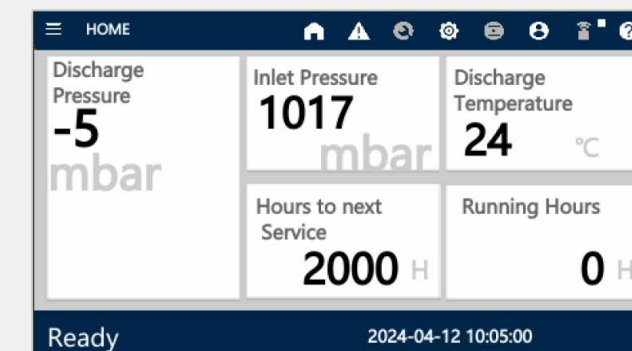 HOME
Discharge
Pressure
-5
mbar
Inlet Pressure
1017
mbar
Discharge
Temperature
24 °C
Hours to next
Service
2000 H
Running Hours
0 H
Ready
2024-04-12 10:05:00